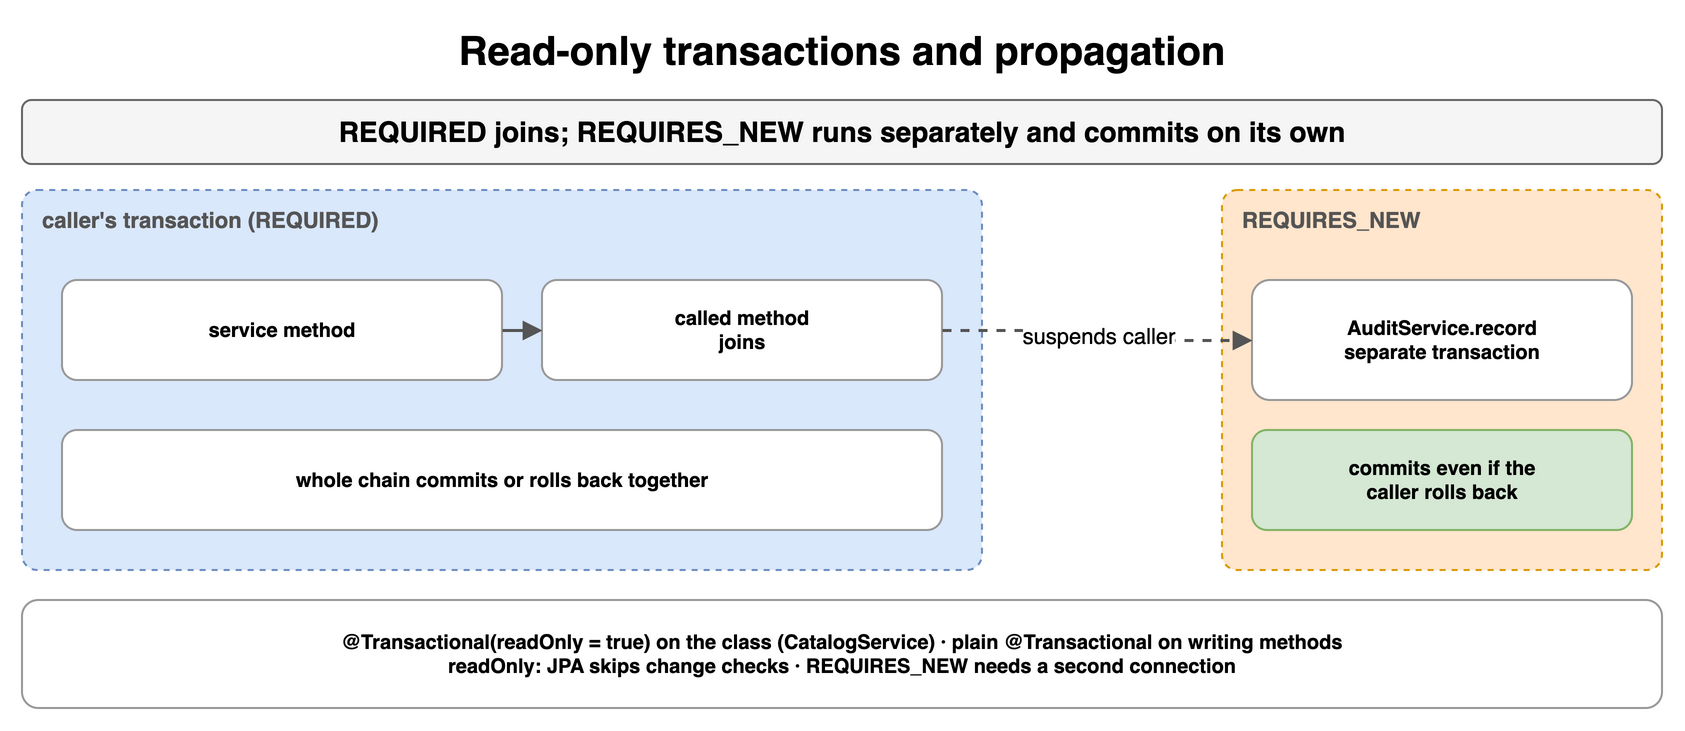 Read-only transactions and propagation
REQUIRED joins; REQUIRES_NEW runs separately and commits on its own
caller's transaction (REQUIRED)
service method
called method
joins
whole chain commits or rolls back together
suspends caller
REQUIRES_NEW
AuditService.record
separate transaction
commits even if the
caller rolls back
@Transactional(readOnly = true) on the class (CatalogService) · plain @Transactional on writing methods
readOnly: JPA skips change checks · REQUIRES_NEW needs a second connection